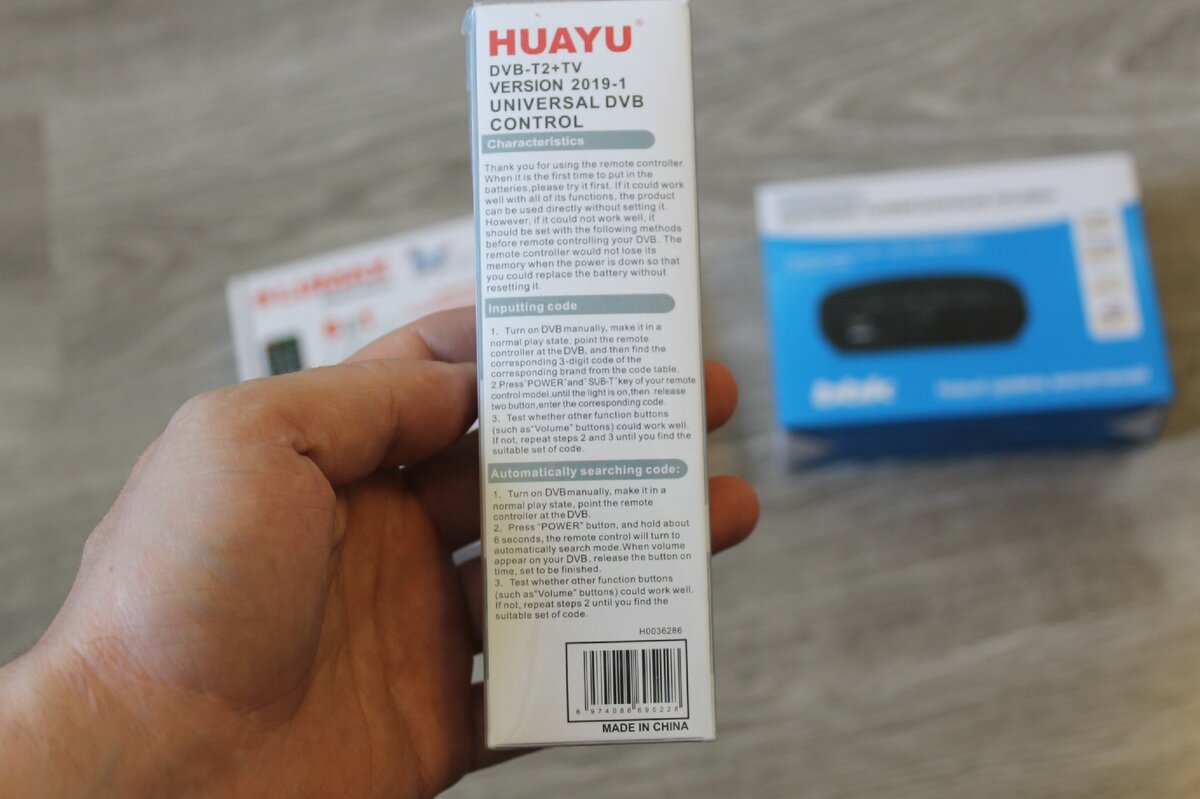 HUAYU®
DVB-T2+TV
VERSION 2019-1
UNIVERSAL DVB
CONTROL
Characteristics
Thank you for using the remote controller.
When it is the first time to put in the
batteries,please try it first. If it could work
well with all of its functions, the product
can be used directly without setting it.
However, if it could not work well, it
should be set with the following methods
before remote controlling your DVB. The
remote controller would not lose its
memory when the power is down so that
you could replace the battery without
resetting it.
Inputting code
1. Turn on DVB manually, make it in a
normal play state, point the remote
controller at the DVB, and then find the
corresponding 3-digit code of the
corresponding brand from the code table.
2 Press"POWER"and" SUB-T"key of your remote
control model,until the light is on,then release
two button,enter the corresponding code.
3. Test whether other function buttons
(such as"Volume" buttons) could work well.
If not, repeat steps 2 and 3 until you find the
suitable set of code.
Automatically searching code:
1. Turn on DVB manually, make it in a
normal play state, point the remote
controller at the DVB.
2. Press "POWER" button, and hold about
6 seconds, the remote control will turn to
automatically search mode.When volume
appear on your DVB, release the button on
time, set to be finished.
3. Test whether other function buttons
(such as"Volume" buttons) could work well.
If not, repeat steps 2 until you find the
suitable set of code.
H0036286
6 974086 695228
MADE IN CHINA